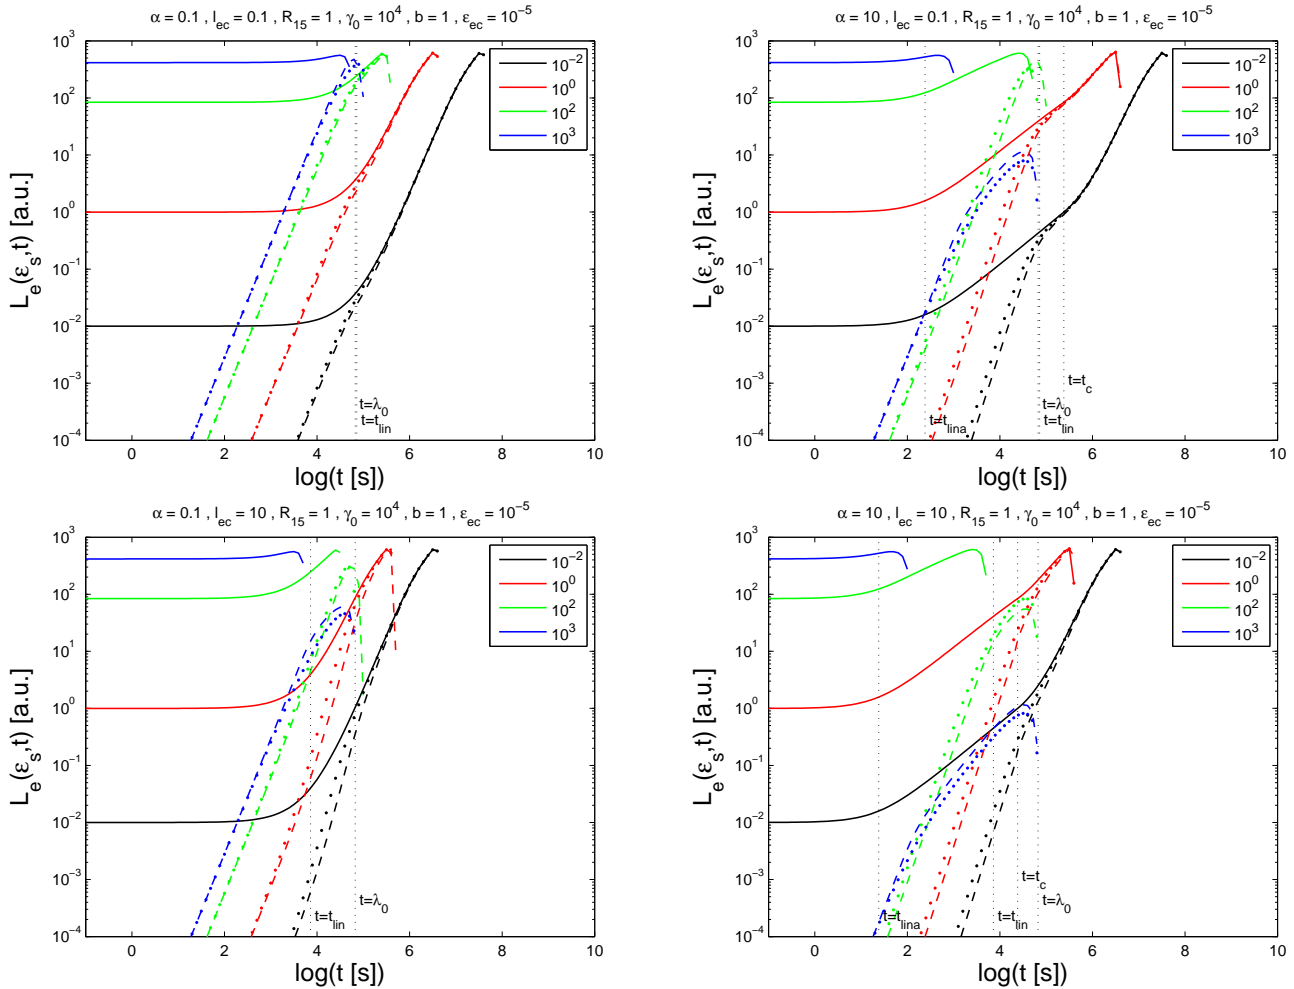 α = 0.1 , l_ec = 0.1 , R_15 = 1 , γ_0 = 10^4 , b = 1 , ε_ec = 10^-5
L_e(ε_s,t) [a.u.]
10^3
10^2
10^1
10^0
10^-1
10^-2
10^-3
10^-4
10^-2
10^0
10^2
10^3
t=λ_0
t=t_lin
0 2 4 6 8 10
log(t [s])
α = 10 , l_ec = 0.1 , R_15 = 1 , γ_0 = 10^4 , b = 1 , ε_ec = 10^-5
L_e(ε_s,t) [a.u.]
10^3
10^2
10^1
10^0
10^-1
10^-2
10^-3
10^-4
10^-2
10^0
10^2
10^3
t=t_c
t=λ_0
t=t_lina
t=t_lin
0 2 4 6 8 10
log(t [s])
α = 0.1 , l_ec = 10 , R_15 = 1 , γ_0 = 10^4 , b = 1 , ε_ec = 10^-5
L_e(ε_s,t) [a.u.]
10^3
10^2
10^1
10^0
10^-1
10^-2
10^-3
10^-4
10^-2
10^0
10^2
10^3
t=λ_0
t=t_lin
0 2 4 6 8 10
log(t [s])
α = 10 , l_ec = 10 , R_15 = 1 , γ_0 = 10^4 , b = 1 , ε_ec = 10^-5
L_e(ε_s,t) [a.u.]
10^3
10^2
10^1
10^0
10^-1
10^-2
10^-3
10^-4
10^-2
10^0
10^2
10^3
t=t_c
t=λ_0
t=t_lina
t=t_lin
0 2 4 6 8 10
log(t [s])